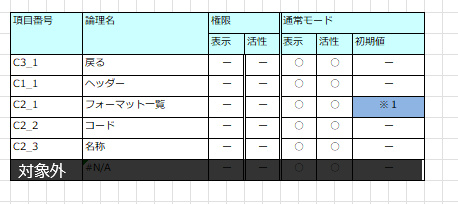 項目番号 論理名 権限 通常モード
表示 活性 表示 活性 初期値
C3_1 戻る ー ー ○ ○ ー
C1_1 ヘッダー ー ー ○ ○ ー
C2_1 フォーマット一覧 ー ー ○ ○ ※1
C2_2 コード ー ー ○ ○ ー
C2_3 名称 ー ー ○ ○ ー
対象外 #N/A ー ー ○ ○ ー